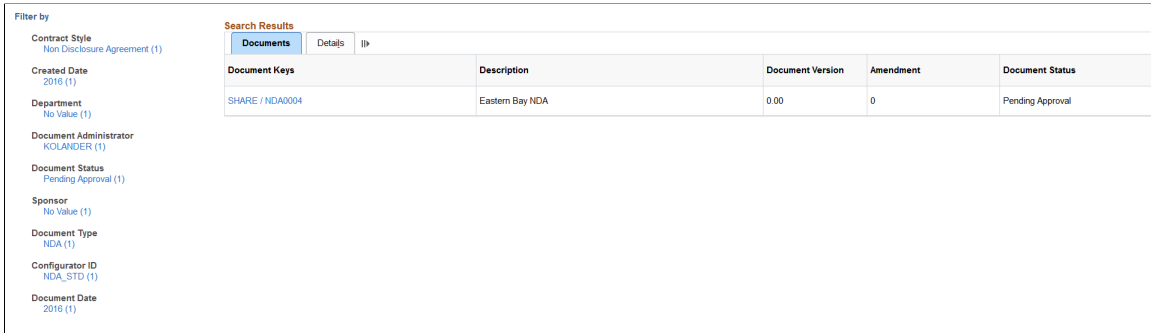 Filter by
Contract Style
Non Disclosure Agreement (1)
Created Date
2016 (1)
Department
No Value (1)
Document Administrator
KOLANDER (1)
Document Status
Pending Approval (1)
Sponsor
No Value (1)
Document Type
NDA (1)
Configurator ID
NDA_STD (1)
Document Date
2016 (1)
Search Results
Documents Details
Document Keys Description Document Version Amendment Document Status
SHARE / NDA0004 Eastern Bay NDA 0.00 0 Pending Approval